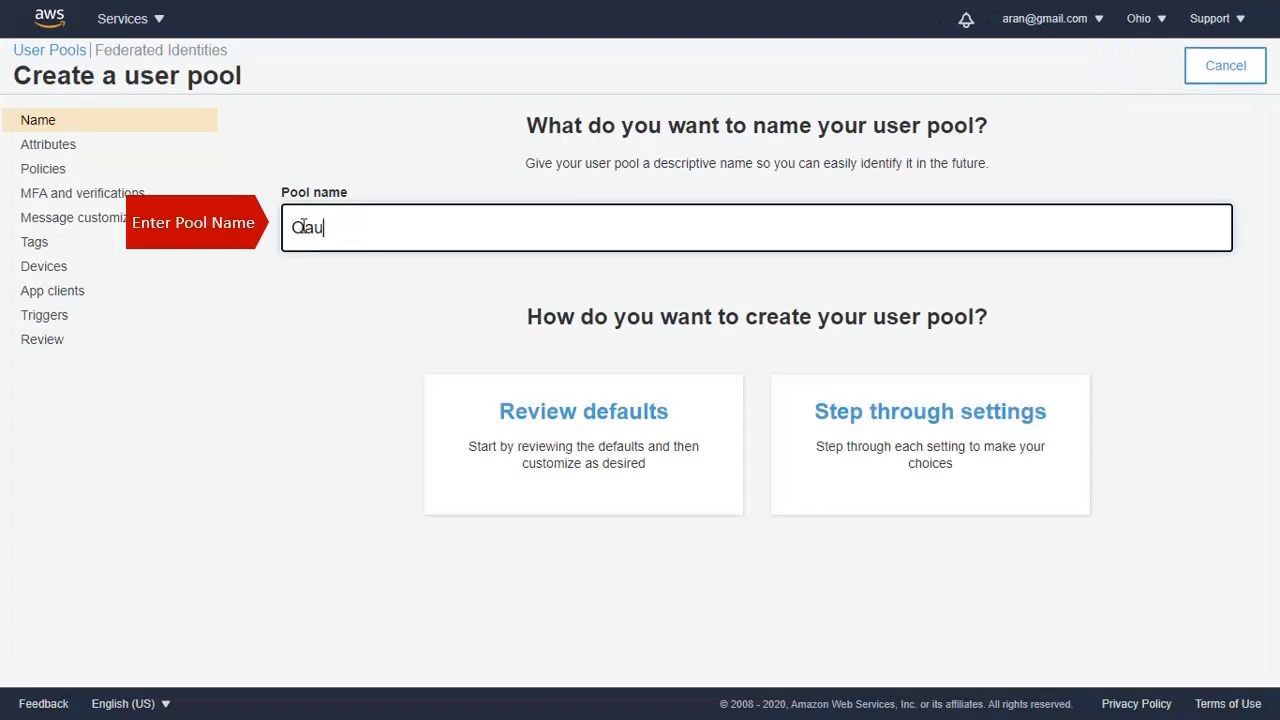 aws
Services
aran@gmail.com
Ohio
Support
User Pools | Federated Identities
Create a user pool
Cancel
Name
Attributes
Policies
MFA and verifications
Message customiz
Tags
Devices
App clients
Triggers
Review
What do you want to name your user pool?
Give your user pool a descriptive name so you can easily identify it in the future.
Pool name
Enter Pool Name
Oau
How do you want to create your user pool?
Review defaults
Start by reviewing the defaults and then
customize as desired
Step through settings
Step through each setting to make your
choices
Feedback
English (US)
© 2008 - 2020, Amazon Web Services, Inc. or its affiliates. All rights reserved.
Privacy Policy
Terms of Use